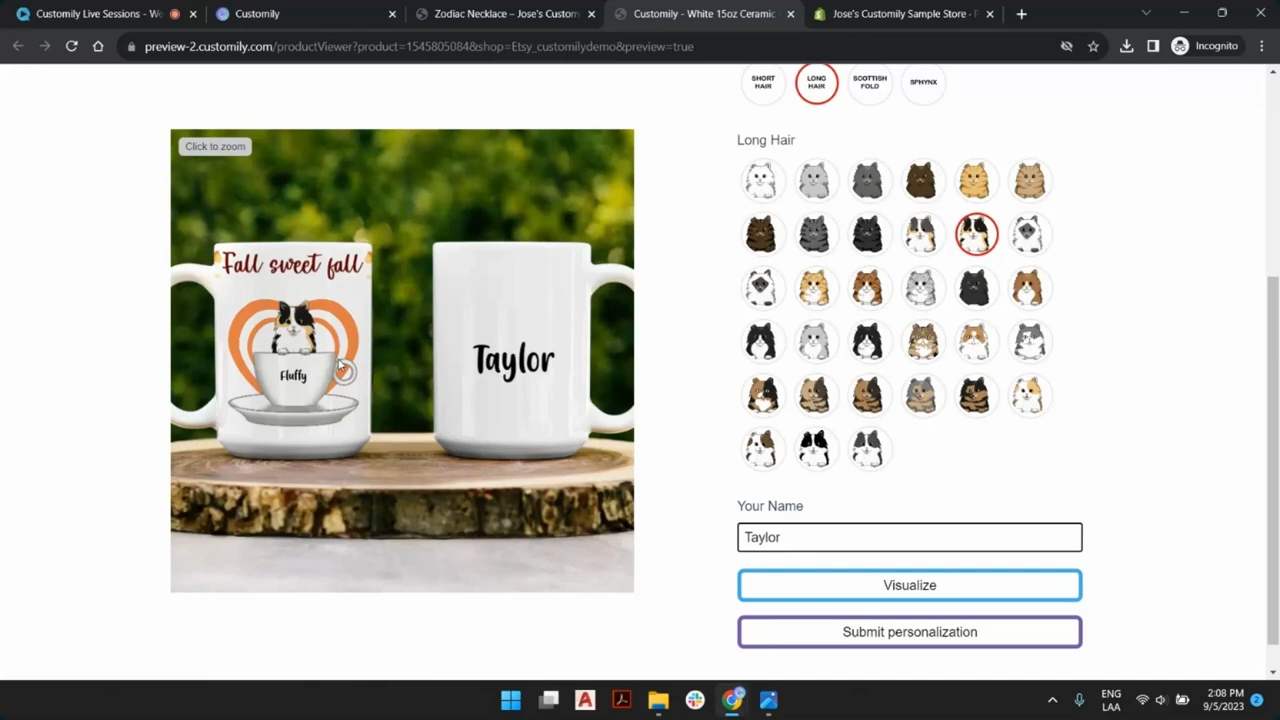 Customily Live Sessions - We
Customily
Zodiac Necklace – Jose's Custom
Customily - White 15oz Ceramic
Jose's Customily Sample Store - P
preview-2.customily.com/productViewer?product=1545805084&shop=Etsy_customilydemo&preview=true
Incognito
SHORT HAIR
LONG HAIR
SCOTTISH FOLD
SPHYNX
Click to zoom
Long Hair
Fall sweet fall
Fluffy
Taylor
Your Name
Taylor
Visualize
Submit personalization
ENG
LAA
2:08 PM
9/5/2023
2